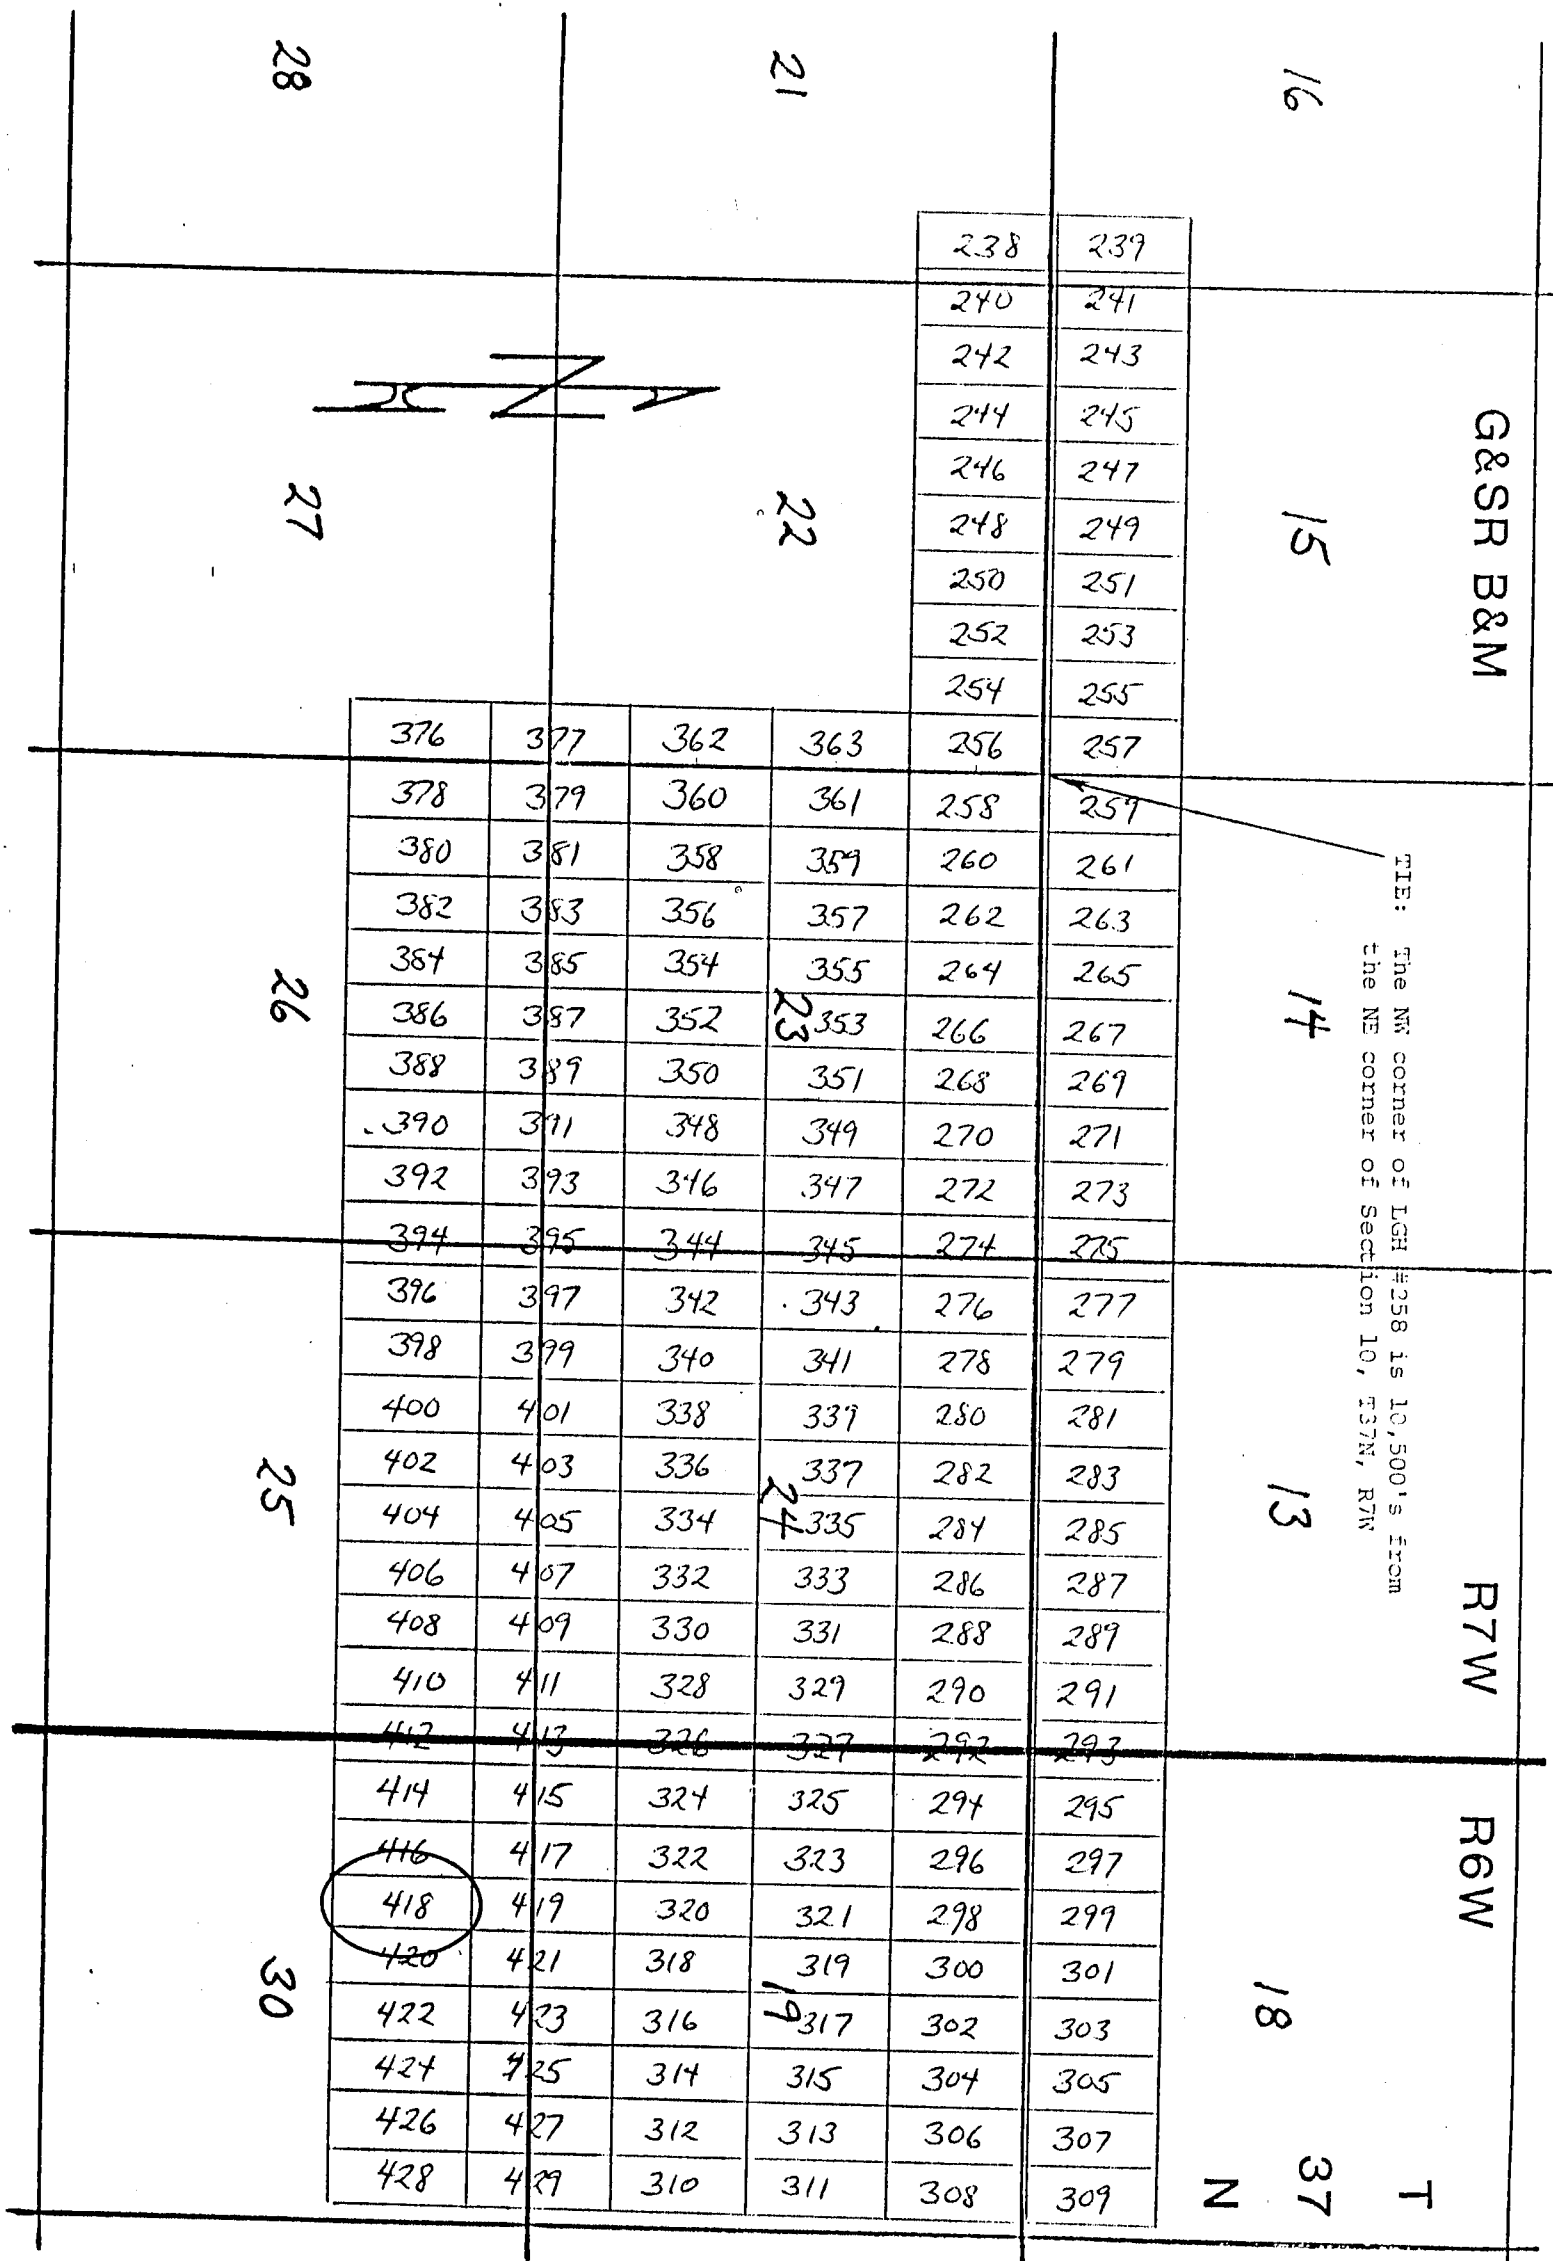 G&SR B&M
R7W
R6W
T
37
N
16
15
14
13
18
TIE: The NW corner of LGH #258 is 10,500's from
the NE corner of Section 10, T37N, R7W
21
22
23
24
19
28
27
26
25
30
N
238 239
240 241
242 243
244 245
246 247
248 249
250 251
252 253
254 255
376 377 362 363 256 257
378 379 360 361 258 259
380 381 358 359 260 261
382 383 356 357 262 263
384 385 354 355 264 265
386 387 352 353 266 267
388 389 350 351 268 269
390 391 348 349 270 271
392 393 346 347 272 273
394 395 344 345 274 275
396 397 342 343 276 277
398 399 340 341 278 279
400 401 338 339 280 281
402 403 336 337 282 283
404 405 334 335 284 285
406 407 332 333 286 287
408 409 330 331 288 289
410 411 328 329 290 291
412 413 326 327 292 293
414 415 324 325 294 295
416 417 322 323 296 297
418 419 320 321 298 299
420 421 318 319 300 301
422 423 316 317 302 303
424 425 314 315 304 305
426 427 312 313 306 307
428 429 310 311 308 309